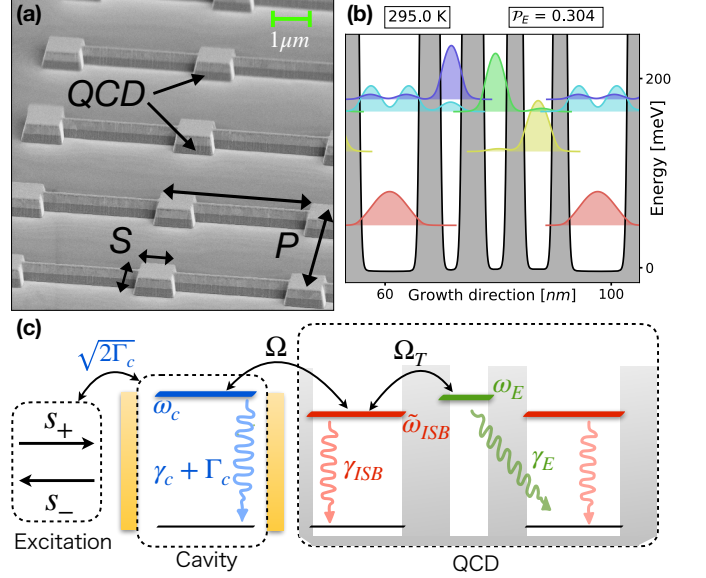 (a)
1μm
QCD
S
P
(b)
295.0 K
𝒫_E = 0.304
200
0
Energy [meV]
60
100
Growth direction [nm]
(c)
√2Γ_c
Ω
Ω_T
s_+
s_-
Excitation
ω_c
γ_c + Γ_c
Cavity
ω̃_ISB
γ_ISB
ω_E
γ_E
QCD